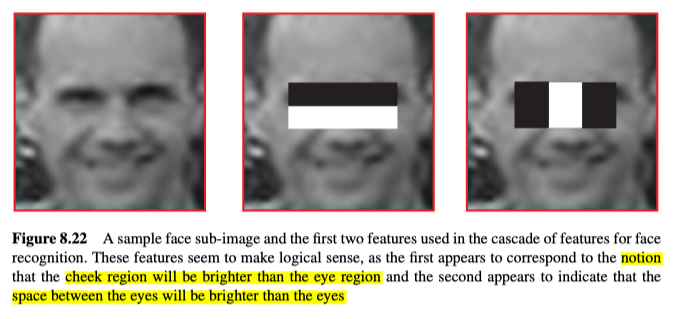 Figure 8.22 A sample face sub-image and the first two features used in the cascade of features for face
recognition. These features seem to make logical sense, as the first appears to correspond to the notion
that the cheek region will be brighter than the eye region and the second appears to indicate that the
space between the eyes will be brighter than the eyes